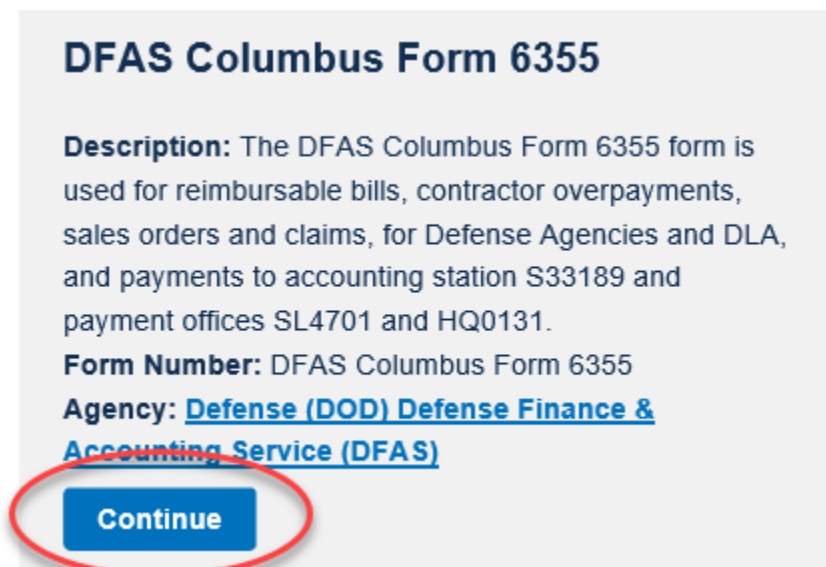 DFAS Columbus Form 6355
Description: The DFAS Columbus Form 6355 form is
used for reimbursable bills, contractor overpayments,
sales orders and claims, for Defense Agencies and DLA,
and payments to accounting station S33189 and
payment offices SL4701 and HQ0131.
Form Number: DFAS Columbus Form 6355
Agency: Defense (DOD) Defense Finance &
Accounting Service (DFAS)
Continue